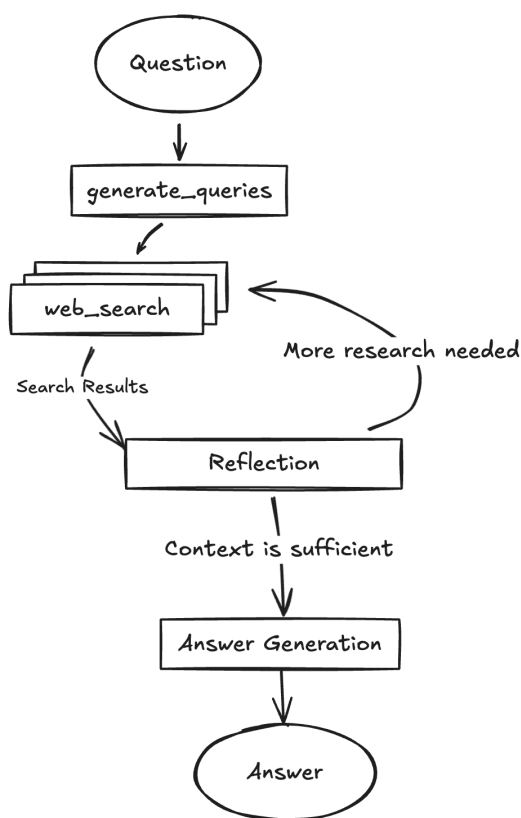 Question
generate_queries
web_search
More research needed
Search Results
Reflection
Context is sufficient
Answer Generation
Answer